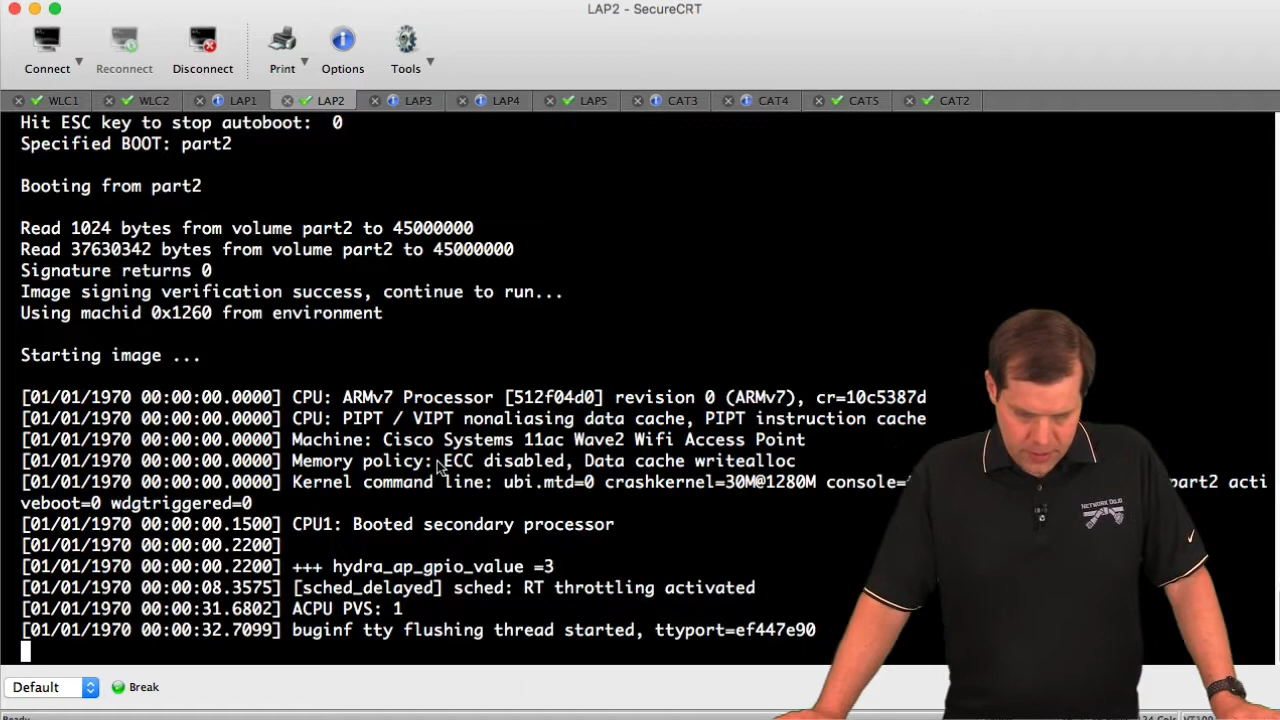 LAP2 - SecureCRT
Connect
Reconnect
Disconnect
Print
Options
Tools
WLC1
WLC2
LAP1
LAP2
LAP3
LAP4
LAP5
CAT3
CAT4
CAT5
CAT2
Hit ESC key to stop autoboot: 0
Specified BOOT: part2
Booting from part2
Read 1024 bytes from volume part2 to 45000000
Read 37630342 bytes from volume part2 to 45000000
Signature returns 0
Image signing verification success, continue to run...
Using machid 0x1260 from environment
Starting image ...
[01/01/1970 00:00:00.0000] CPU: ARMv7 Processor [512f04d0] revision 0 (ARMv7), cr=10c5387d
[01/01/1970 00:00:00.0000] CPU: PIPT / VIPT nonaliasing data cache, PIPT instruction cache
[01/01/1970 00:00:00.0000] Machine: Cisco Systems 11ac Wave2 Wifi Access Point
[01/01/1970 00:00:00.0000] Memory policy: ECC disabled, Data cache writealloc
[01/01/1970 00:00:00.0000] Kernel command line: ubi.mtd=0 crashkernel=30M@1280M console= part2 acti
veboot=0 wdgtriggered=0
[01/01/1970 00:00:00.1500] CPU1: Booted secondary processor
[01/01/1970 00:00:00.2200]
[01/01/1970 00:00:00.2200] +++ hydra_ap_gpio_value =3
[01/01/1970 00:00:08.3575] [sched_delayed] sched: RT throttling activated
[01/01/1970 00:00:31.6802] ACPU PVS: 1
[01/01/1970 00:00:32.7099] buginf tty flushing thread started, ttyport=ef447e90
NETWORK DOJO
Default
Break